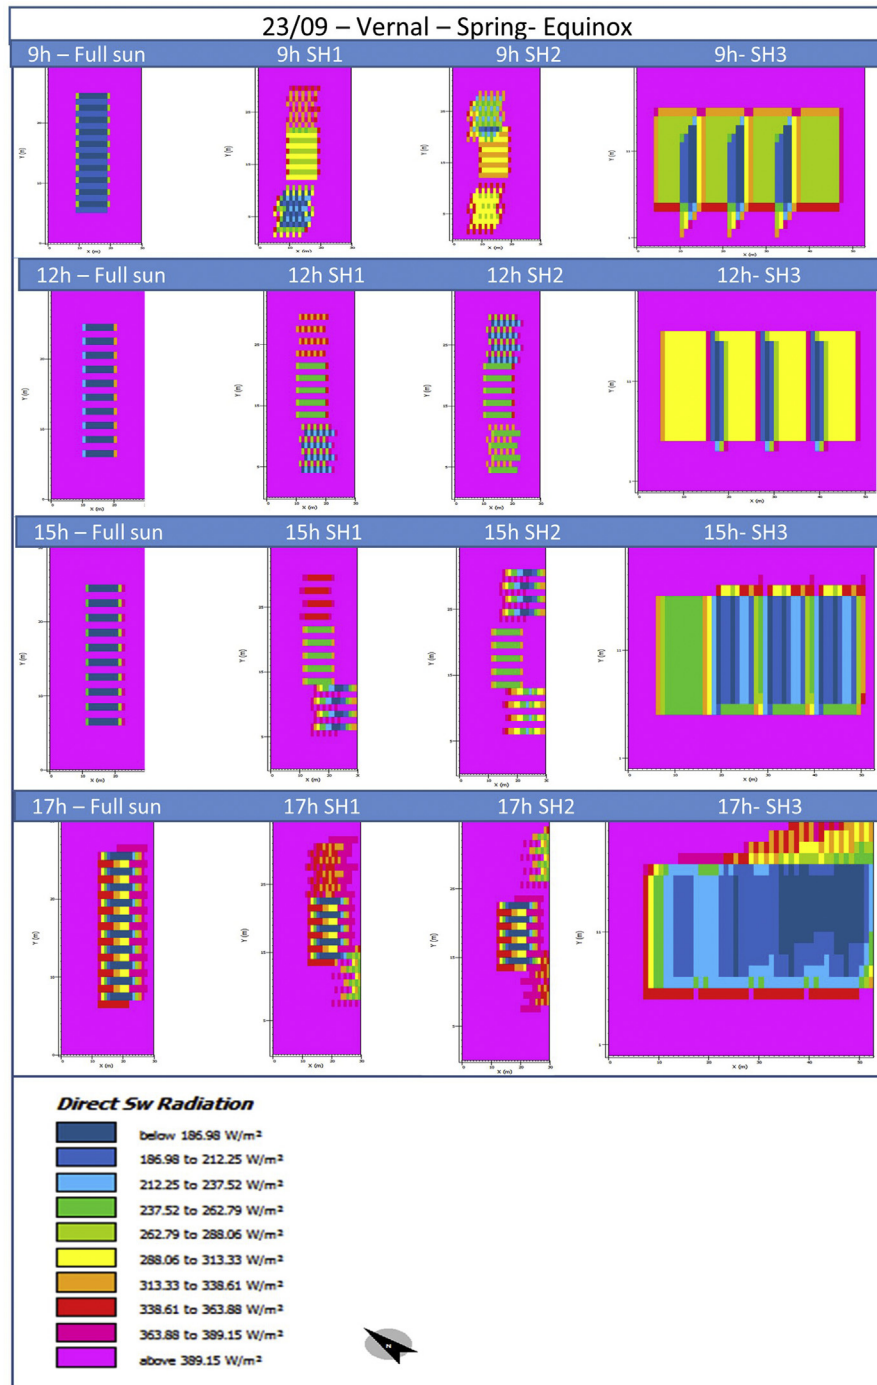 23/09 – Vernal – Spring- Equinox
9h – Full sun 9h SH1 9h SH2 9h- SH3
Y (m) Y (m) Y (m) Y (m)
X (m) X (m) X (m) X (m)
12h – Full sun 12h SH1 12h SH2 12h- SH3
Y (m) Y (m) Y (m) Y (m)
X (m) X (m) X (m) X (m)
15h – Full sun 15h SH1 15h SH2 15h- SH3
Y (m) Y (m) Y (m) Y (m)
X (m) X (m) X (m) X (m)
17h – Full sun 17h SH1 17h SH2 17h- SH3
Y (m) Y (m) Y (m) Y (m)
X (m) X (m) X (m) X (m)
Direct Sw Radiation
below 186.98 W/m²
186.98 to 212.25 W/m²
212.25 to 237.52 W/m²
237.52 to 262.79 W/m²
262.79 to 288.06 W/m²
288.06 to 313.33 W/m²
313.33 to 338.61 W/m²
338.61 to 363.88 W/m²
363.88 to 389.15 W/m²
above 389.15 W/m²
N